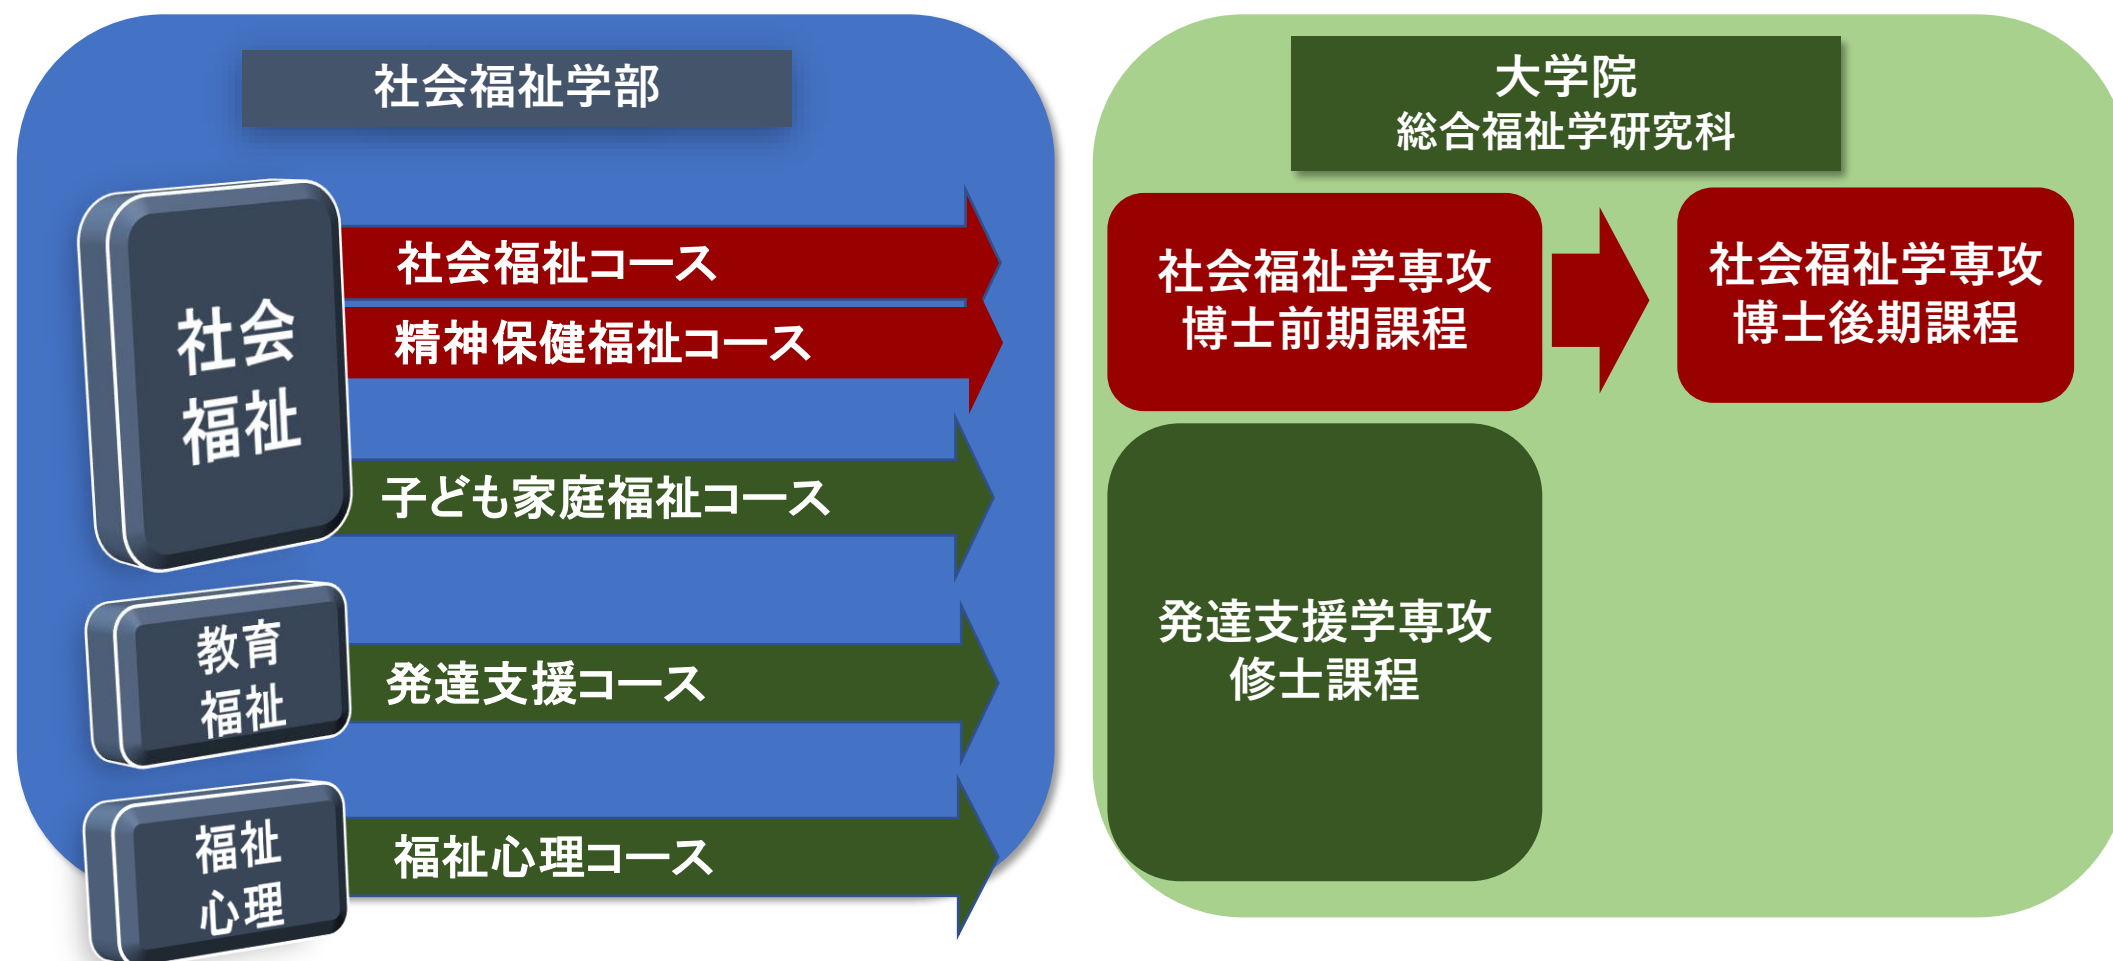 社会福祉学部
社会
福祉
社会福祉コース
精神保健福祉コース
子ども家庭福祉コース
教育
福祉
発達支援コース
福祉
心理
福祉心理コース
大学院
総合福祉学研究科
社会福祉学専攻
博士前期課程
社会福祉学専攻
博士後期課程
発達支援学専攻
修士課程